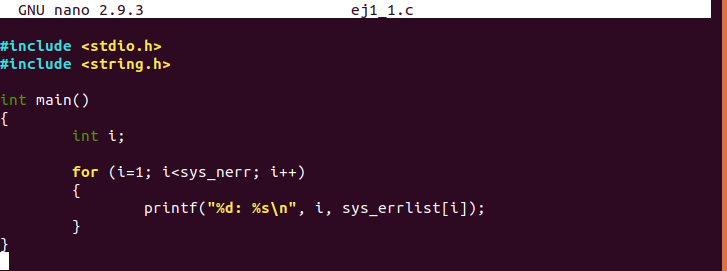 GNU nano 2.9.3 ej1_1.c
#include <stdio.h>
#include <string.h>
int main()
{
int i;
for (i=1; i<sys_nerr; i++)
{
printf("%d: %s\n", i, sys_errlist[i]);
}
}